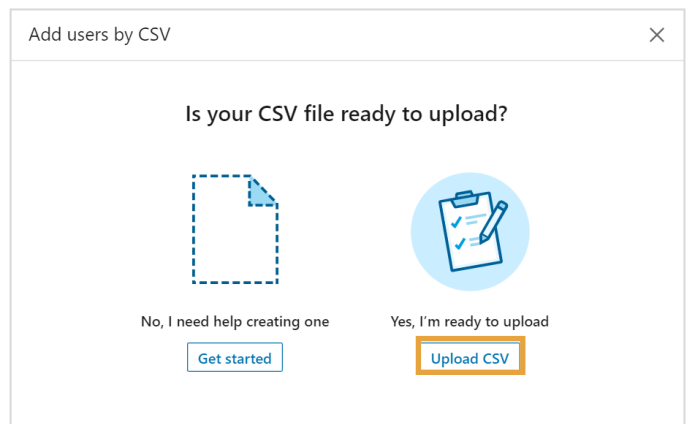 Add users by CSV
Is your CSV file ready to upload?
No, I need help creating one
Yes, I'm ready to upload
Get started
Upload CSV